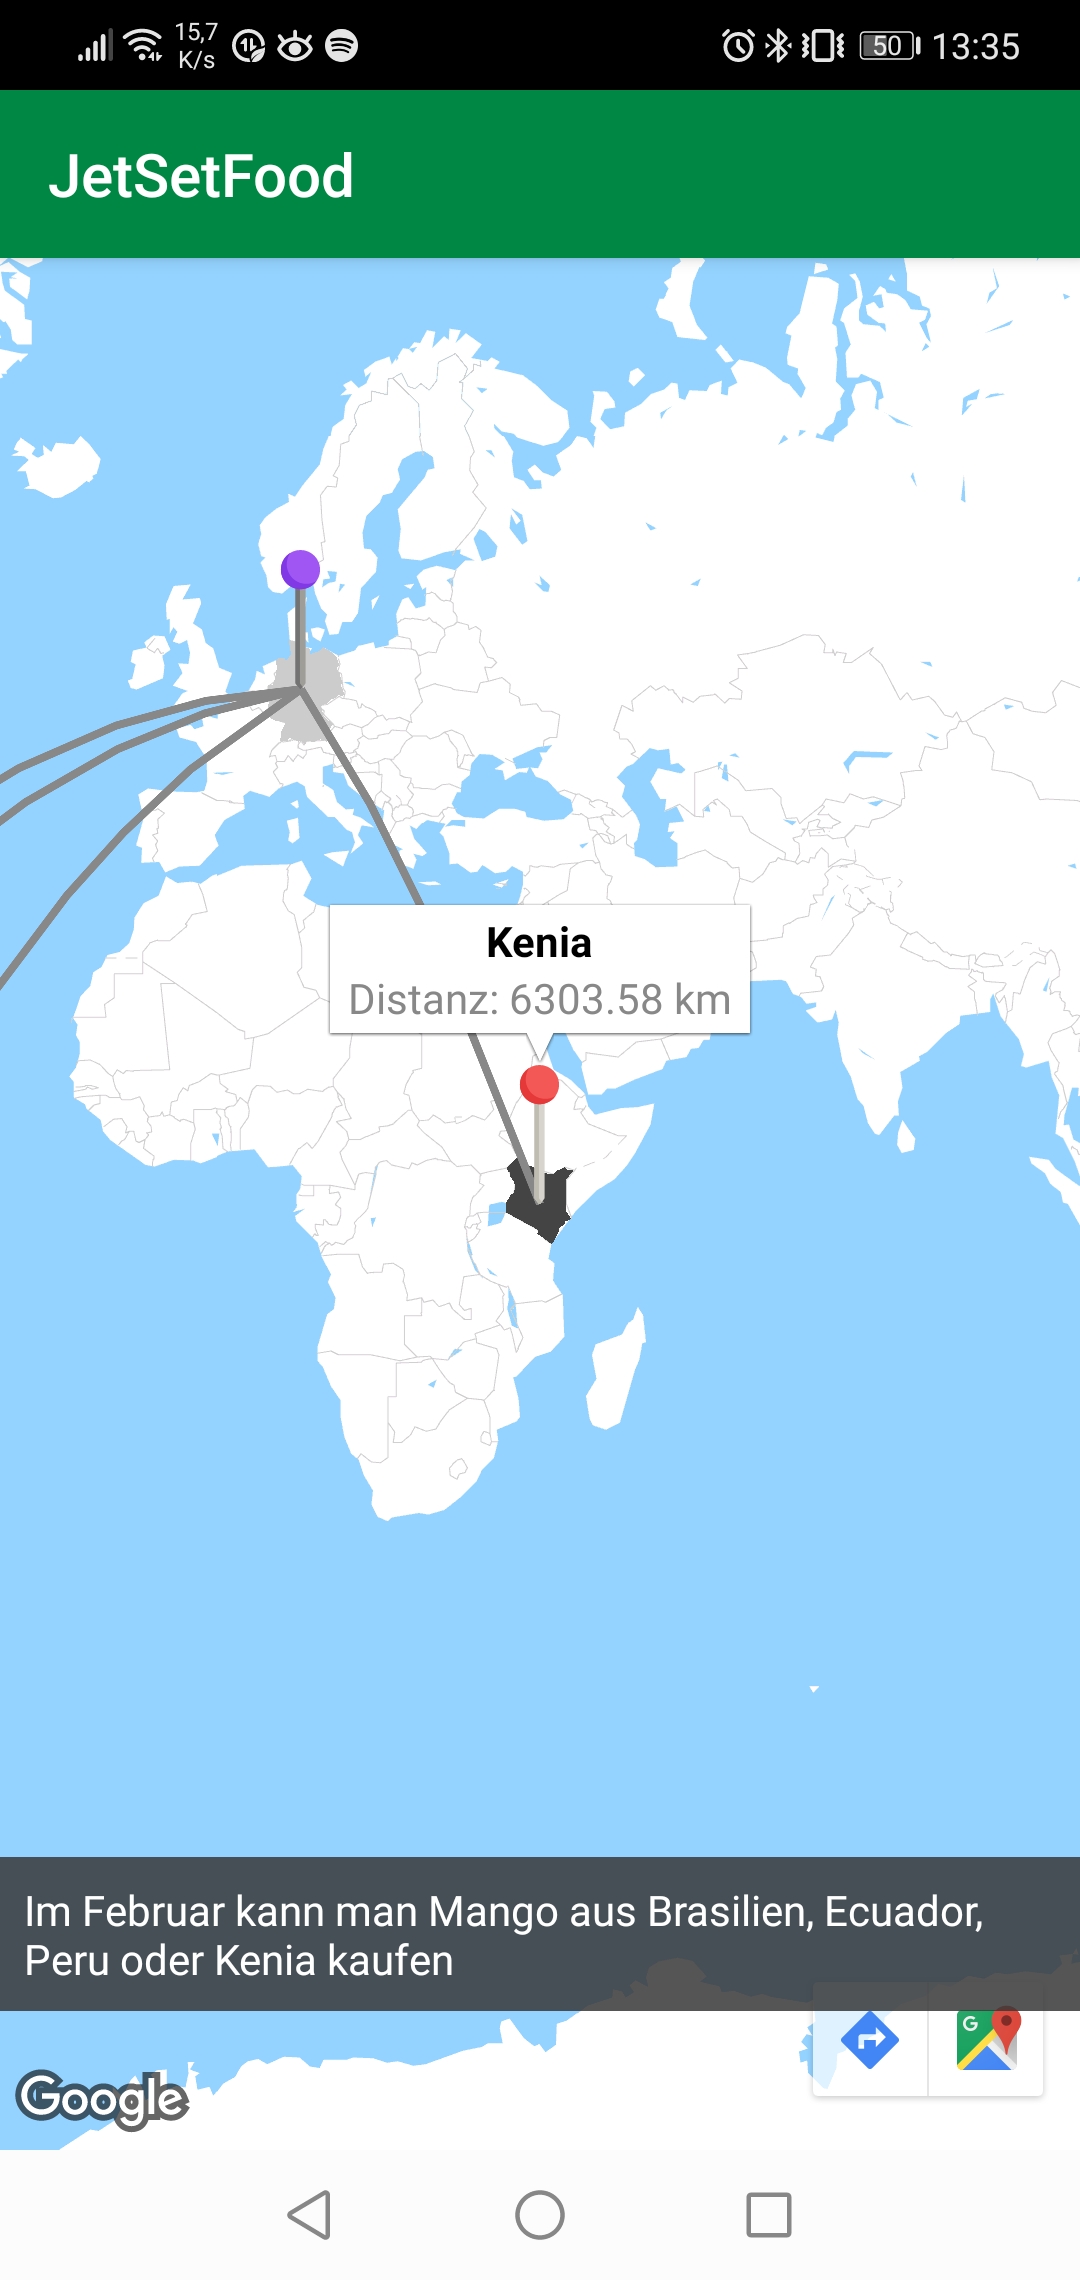 15,7
K/s
50
13:35
JetSetFood
Kenia
Distanz: 6303.58 km
Im Februar kann man Mango aus Brasilien, Ecuador,
Peru oder Kenia kaufen
G
Google